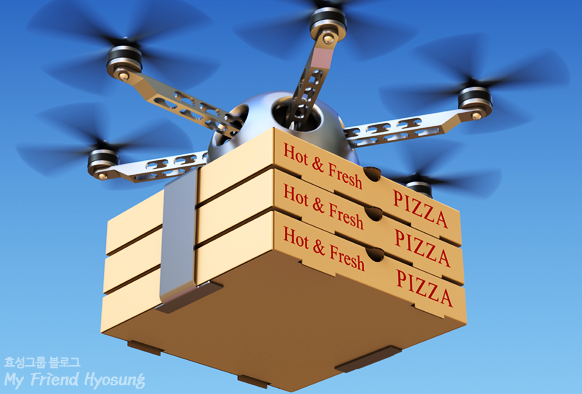 Hot & Fresh PIZZA
Hot & Fresh PIZZA
Hot & Fresh PIZZA
효성그룹 블로그
My Friend Hyosung